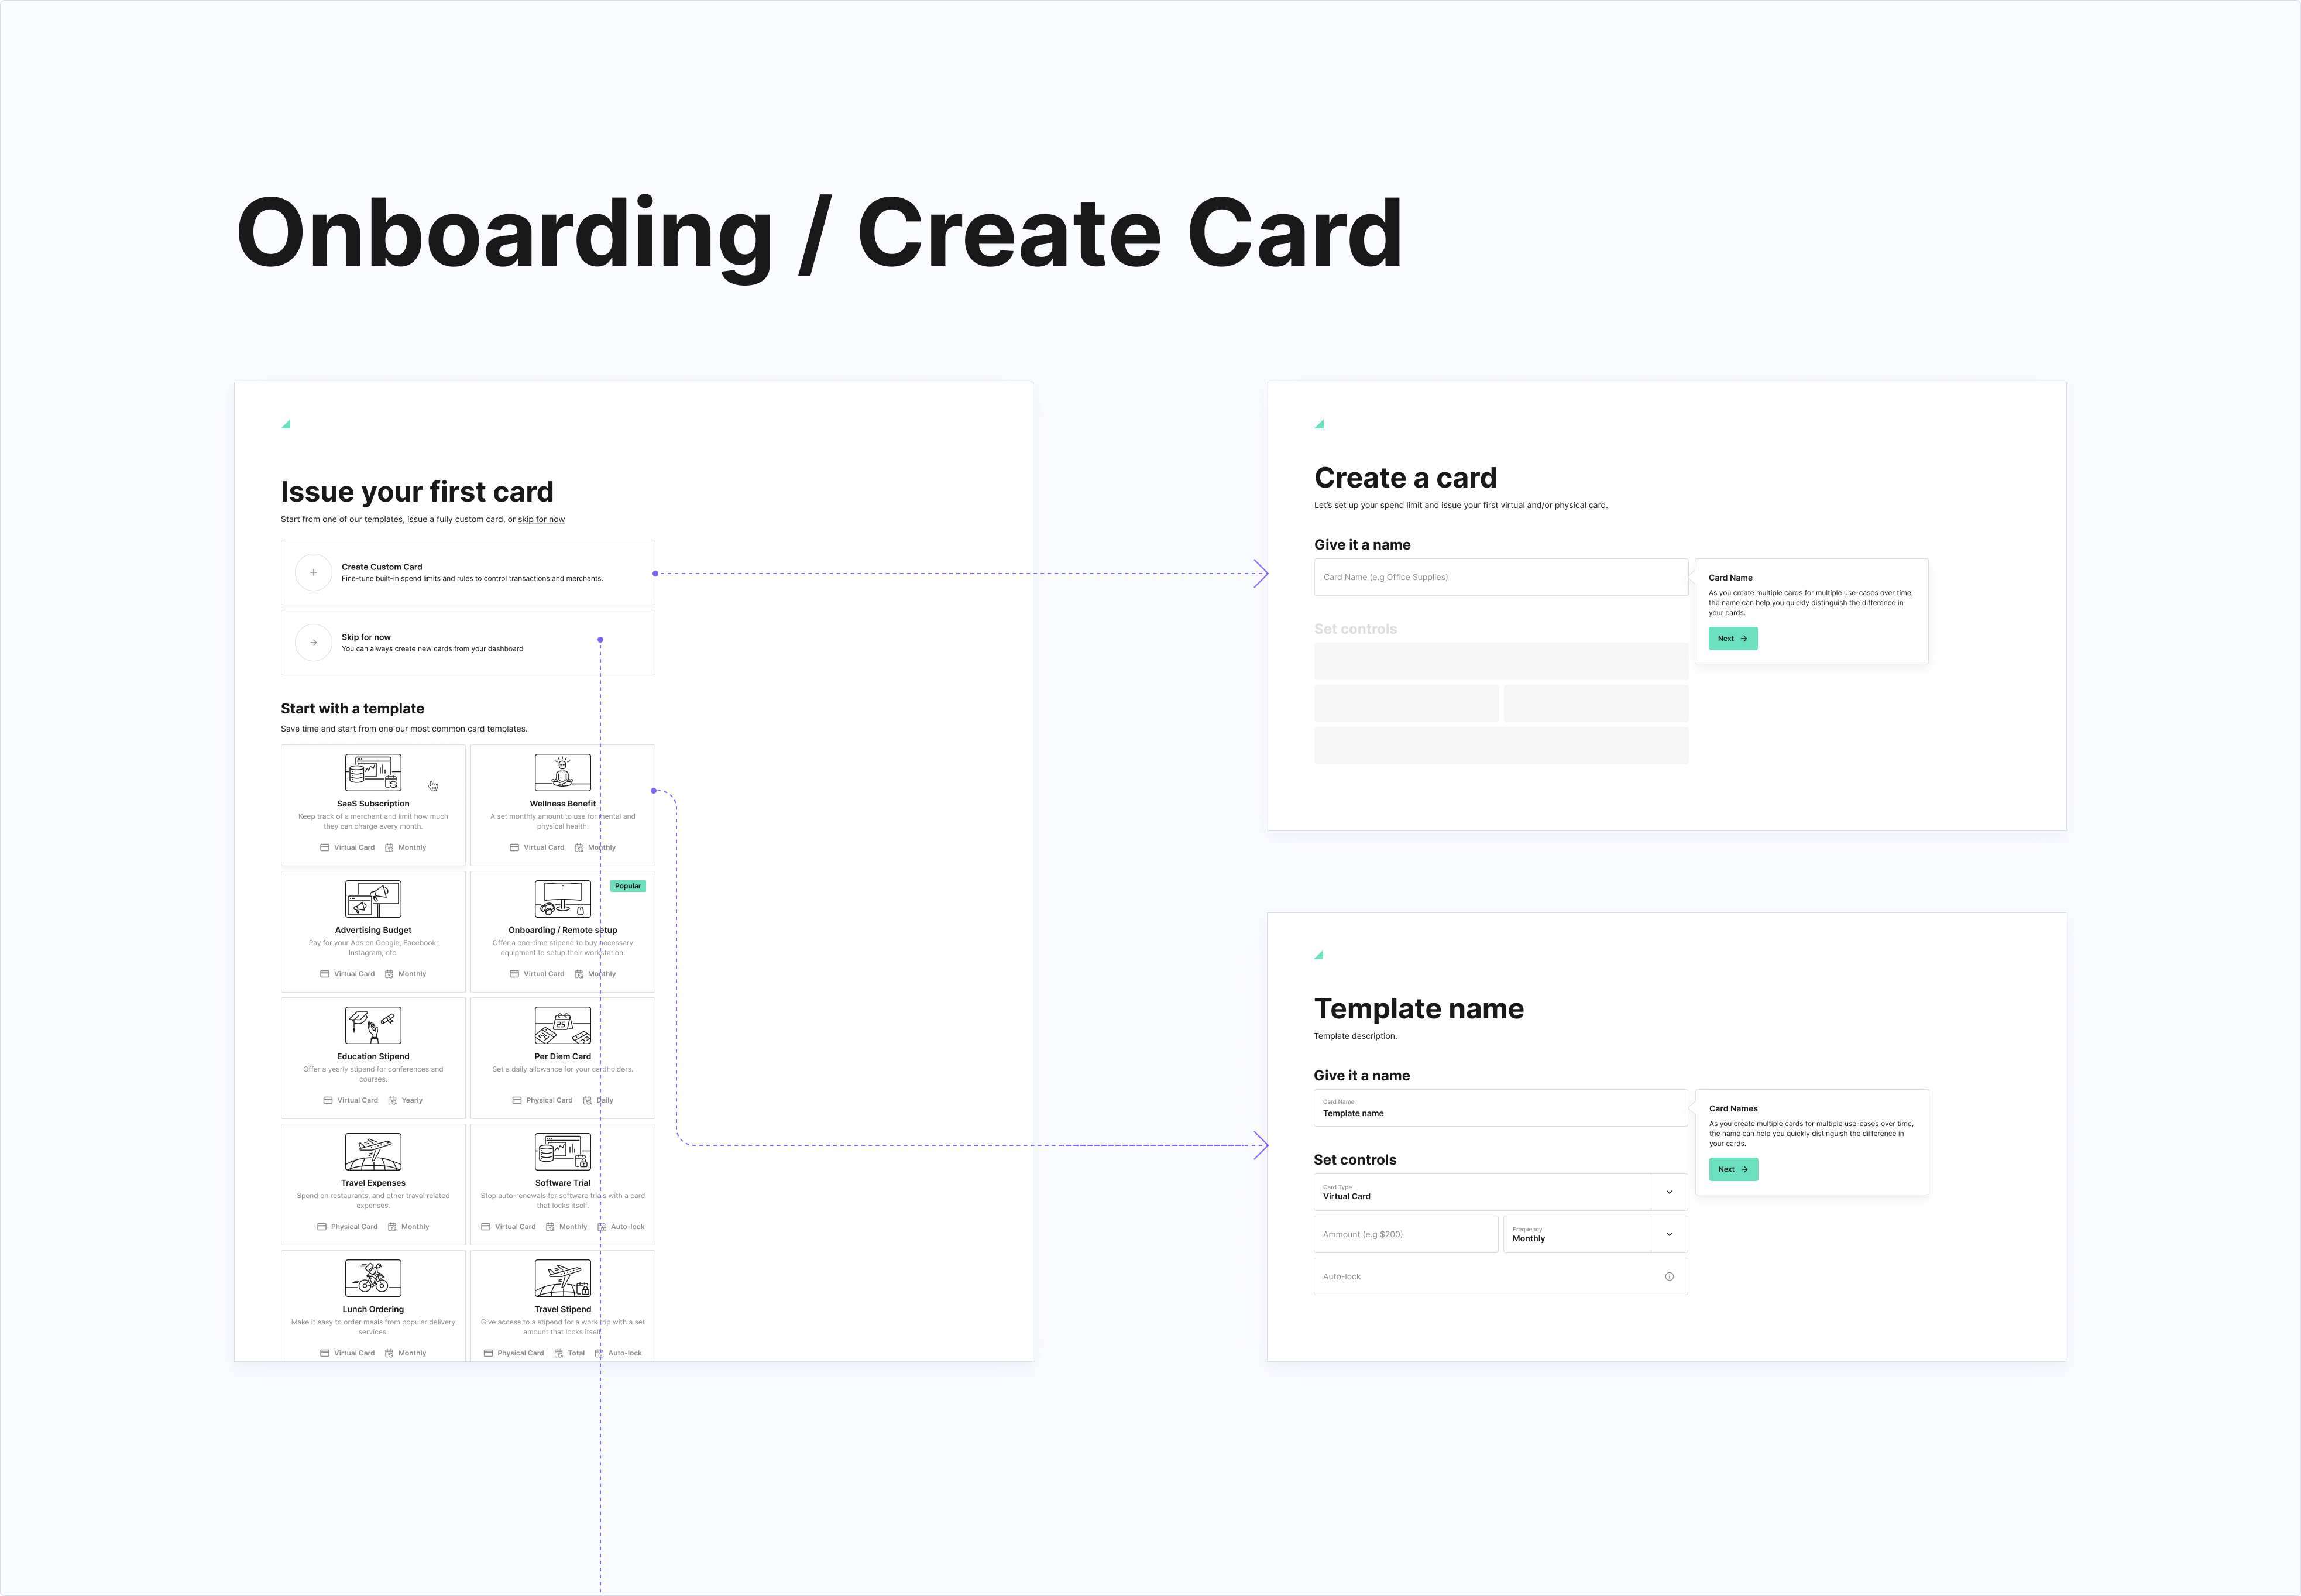 Onboarding / Create Card
Issue your first card
Start from one of our templates, issue a fully custom card, or skip for now
Create Custom Card
Fine-tune built-in spend limits and rules to control transactions and merchants.
Skip for now
You can always create new cards from your dashboard
Start with a template
Save time and start from one our most common card templates.
SaaS Subscription
Keep track of a merchant and limit how much
they can charge every month.
Virtual Card Monthly
Wellness Benefit
A set monthly amount to use for mental and
physical health.
Virtual Card Monthly
Advertising Budget
Pay for your Ads on Google, Facebook,
Instagram, etc.
Virtual Card Monthly
Popular
Onboarding / Remote setup
Offer a one-time stipend to buy necessary
equipment to setup their workstation.
Virtual Card Monthly
Education Stipend
Offer a yearly stipend for conferences and
courses.
Virtual Card Yearly
25
Per Diem Card
Set a daily allowance for your cardholders.
Physical Card Daily
Travel Expenses
Spend on restaurants, and other travel related
expenses.
Physical Card Monthly
Software Trial
Stop auto-renewals for software trials with a card
that locks itself.
Virtual Card Monthly Auto-lock
Lunch Ordering
Make it easy to order meals from popular delivery
services.
Virtual Card Monthly
Travel Stipend
Give access to a stipend for a work trip with a set
amount that locks itself.
Physical Card Total Auto-lock
Create a card
Let's set up your spend limit and issue your first virtual and/or physical card.
Give it a name
Card Name (e.g Office Supplies)
Card Name
As you create multiple cards for multiple use-cases over time,
the name can help you quickly distinguish the difference in
your cards.
Next
Set controls
Template name
Template description.
Give it a name
Card Name
Template name
Card Names
As you create multiple cards for multiple use-cases over time,
the name can help you quickly distinguish the difference in
your cards.
Next
Set controls
Card Type
Virtual Card
Ammount (e.g $200)
Frequency
Monthly
Auto-lock